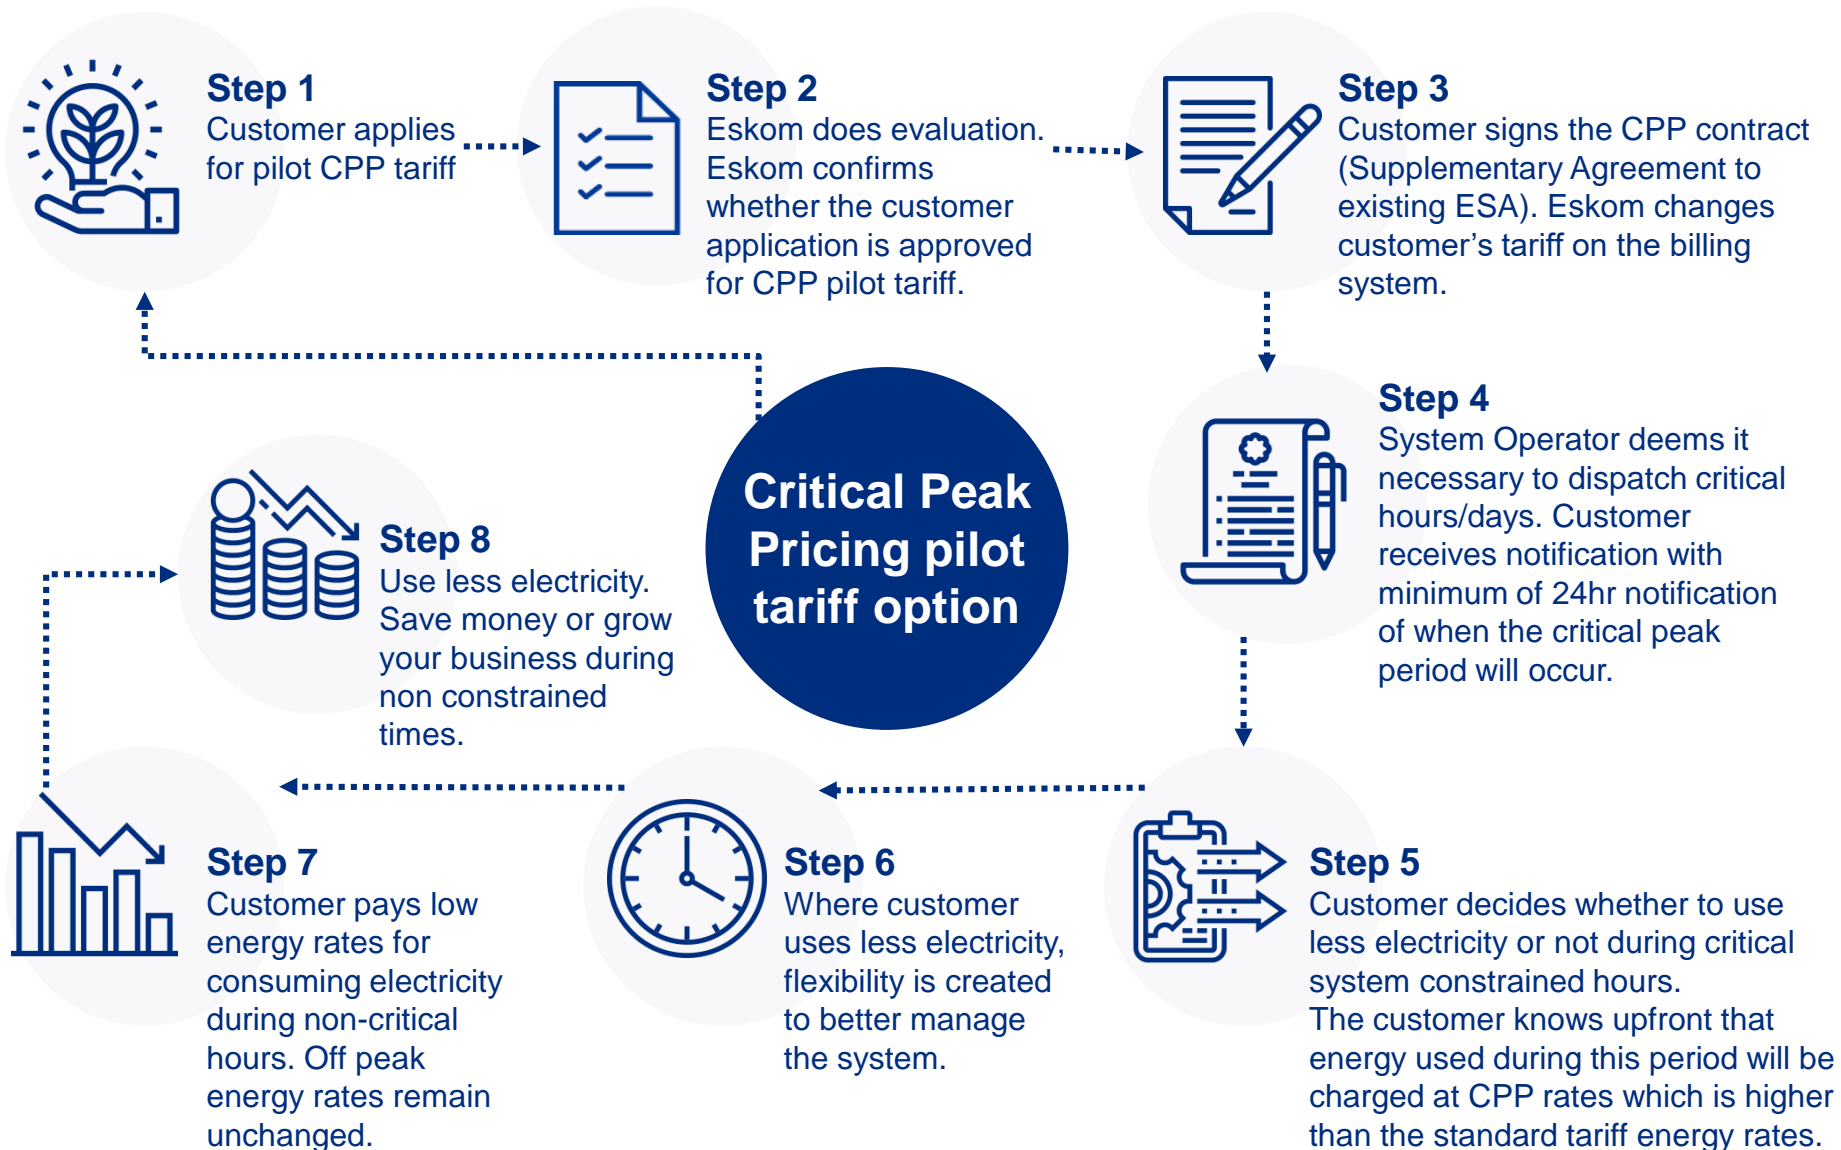 Step 1
Customer applies
for pilot CPP tariff
Step 2
Eskom does evaluation.
Eskom confirms
whether the customer
application is approved
for CPP pilot tariff.
Step 3
Customer signs the CPP contract
(Supplementary Agreement to
existing ESA). Eskom changes
customer’s tariff on the billing
system.
Critical Peak
Pricing pilot
tariff option
Step 4
System Operator deems it
necessary to dispatch critical
hours/days. Customer
receives notification with
minimum of 24hr notification
of when the critical peak
period will occur.
Step 5
Customer decides whether to use
less electricity or not during critical
system constrained hours.
The customer knows upfront that
energy used during this period will be
charged at CPP rates which is higher
than the standard tariff energy rates.
Step 6
Where customer
uses less electricity,
flexibility is created
to better manage
the system.
Step 7
Customer pays low
energy rates for
consuming electricity
during non-critical
hours. Off peak
energy rates remain
unchanged.
Step 8
Use less electricity.
Save money or grow
your business during
non constrained
times.